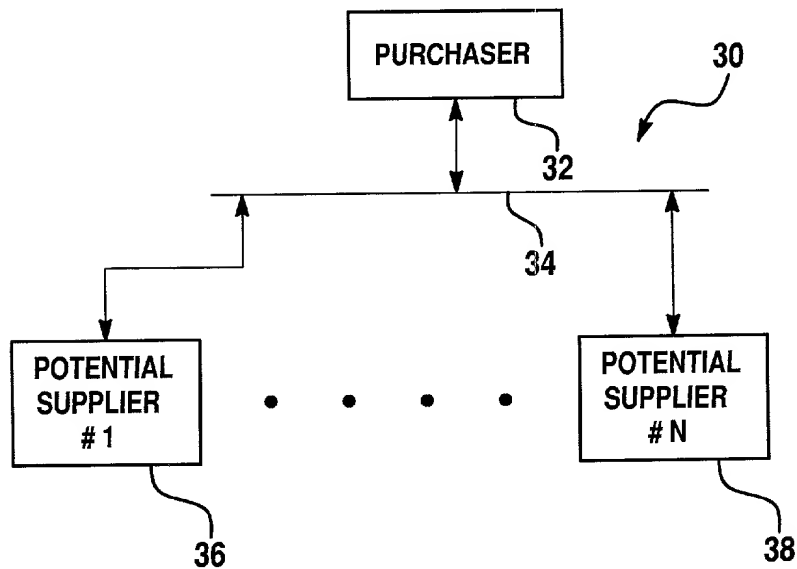 PURCHASER
30
32
34
POTENTIAL
SUPPLIER
# 1
POTENTIAL
SUPPLIER
# N
36
38